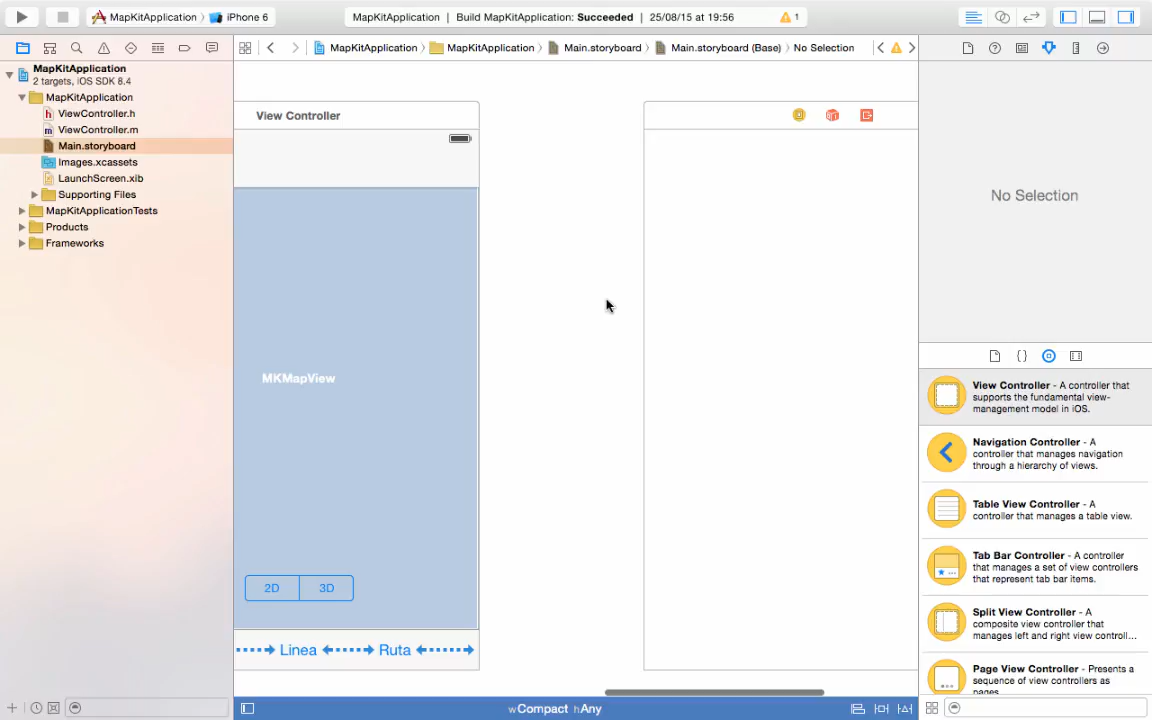 MapKitApplication
iPhone 6
MapKitApplication | Build MapKitApplication: Succeeded | 25/08/15 at 19:56
1
MapKitApplication
MapKitApplication
Main.storyboard
Main.storyboard (Base)
No Selection
MapKitApplication
2 targets, iOS SDK 8.4
MapKitApplication
ViewController.h
ViewController.m
Main.storyboard
Images.xcassets
LaunchScreen.xib
Supporting Files
MapKitApplicationTests
Products
Frameworks
View Controller
MKMapView
2D
3D
Linea
Ruta
wCompact hAny
No Selection
View Controller - A
controller that
supports the fundamental view-
management model in iOS.
Navigation Controller - A
controller that manages navigation
through a hierarchy of views.
Table View Controller - A
controller that manages a table view.
Tab Bar Controller - A controller
that manages a set of view controllers
that represent tab bar items.
Split View Controller - A
composite view controller that
manages left and right view controll...
Page View Controller - Presents a
sequence of view controllers as
pages.